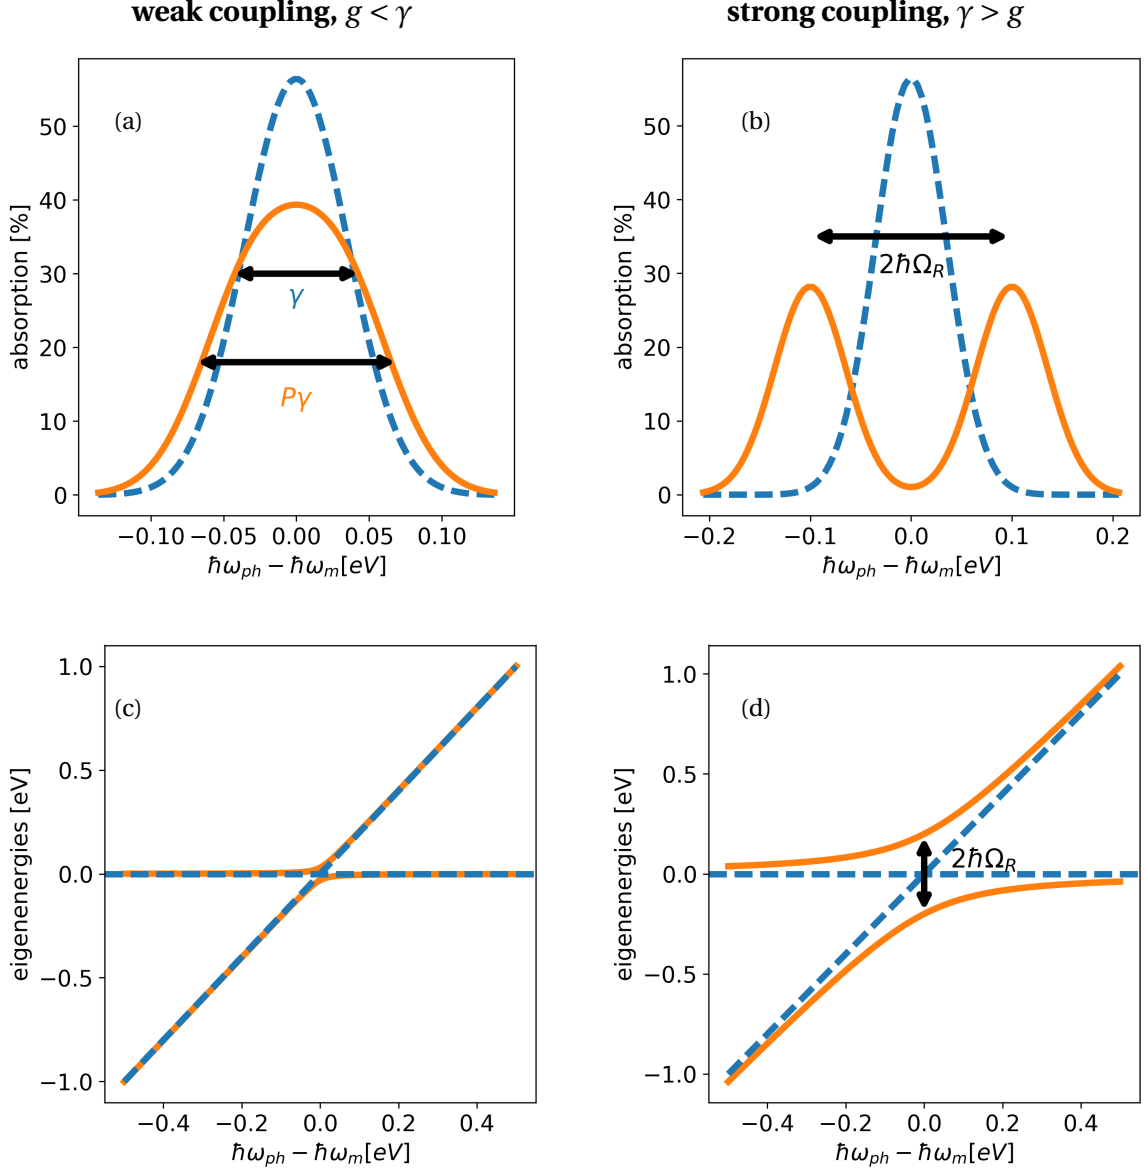 weak coupling, g < γ
strong coupling, γ > g
(a)
absorption [%]
50
40
30
20
10
0
γ
Pγ
−0.10 −0.05 0.00 0.05 0.10
ℏω_ph − ℏω_m[eV]
(b)
absorption [%]
50
40
30
20
10
0
2ℏΩ_R
−0.2 −0.1 0.0 0.1 0.2
ℏω_ph − ℏω_m[eV]
(c)
eigenenergies [eV]
1.0
0.5
0.0
−0.5
−1.0
−0.4 −0.2 0.0 0.2 0.4
ℏω_ph − ℏω_m[eV]
(d)
eigenenergies [eV]
1.0
0.5
0.0
−0.5
−1.0
2ℏΩ_R
−0.4 −0.2 0.0 0.2 0.4
ℏω_ph − ℏω_m[eV]